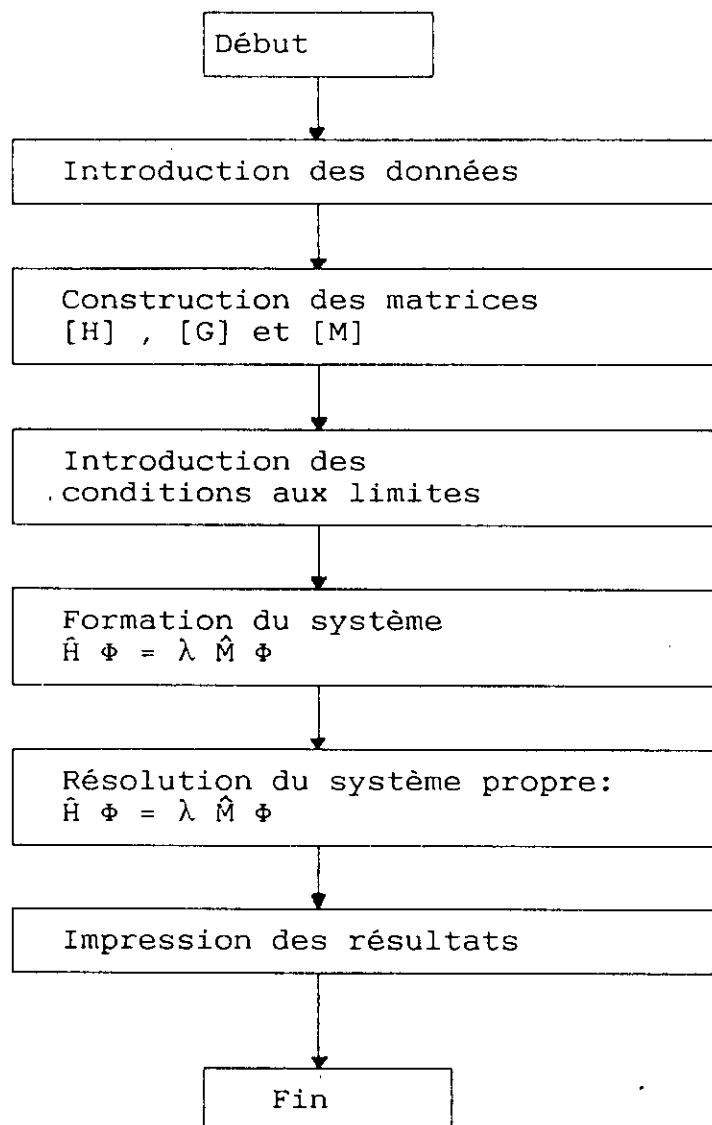 Début
Introduction des données
Construction des matrices
[H] , [G] et [M]
Introduction des
conditions aux limites
Formation du système
Ĥ Φ = λ M̂ Φ
Résolution du système propre:
Ĥ Φ = λ M̂ Φ
Impression des résultats
Fin